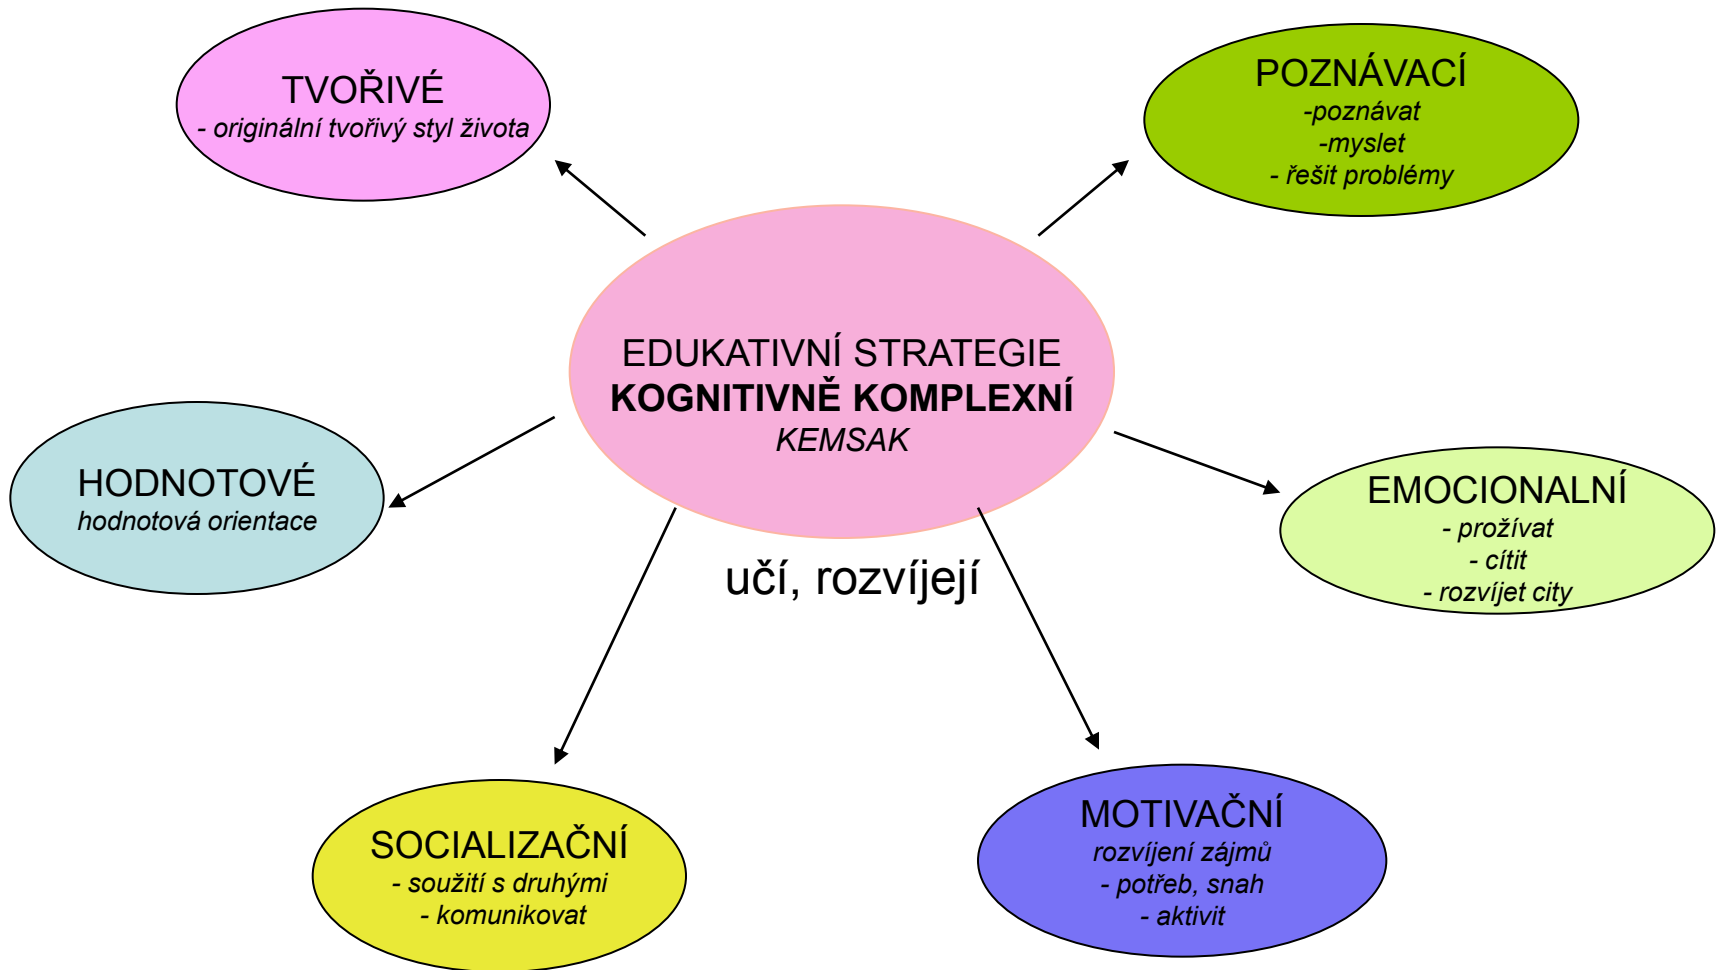 TVOŘIVÉ
- originální tvořivý styl života
POZNÁVACÍ
-poznávat
-myslet
- řešit problémy
EDUKATIVNÍ STRATEGIE
KOGNITIVNĚ KOMPLEXNÍ
KEMSAK
HODNOTOVÉ
hodnotová orientace
EMOCIONALNÍ
- prožívat
- cítit
- rozvíjet city
učí, rozvíjejí
SOCIALIZAČNÍ
- soužití s druhými
- komunikovat
MOTIVAČNÍ
rozvíjení zájmů
- potřeb, snah
- aktivit